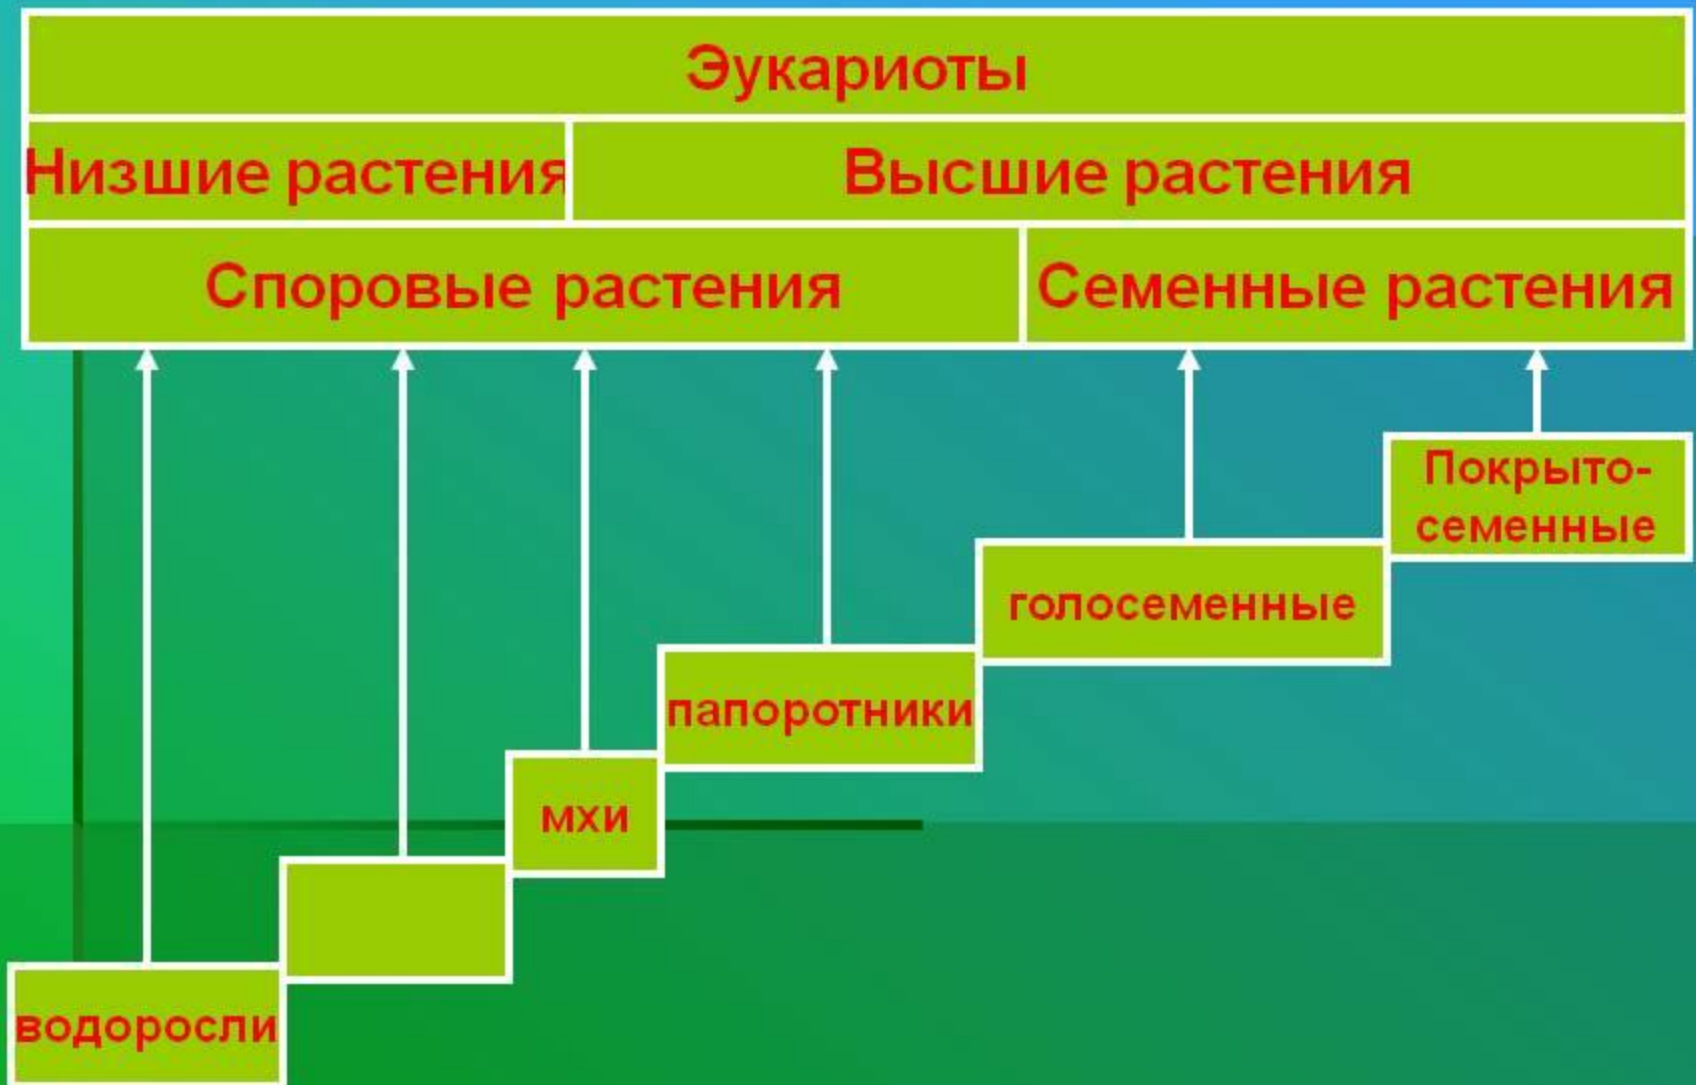 Эукариоты
Низшие растения
Высшие растения
Споровые растения
Семенные растения
Покрыто-
семенные
голосеменные
папоротники
мхи
водоросли